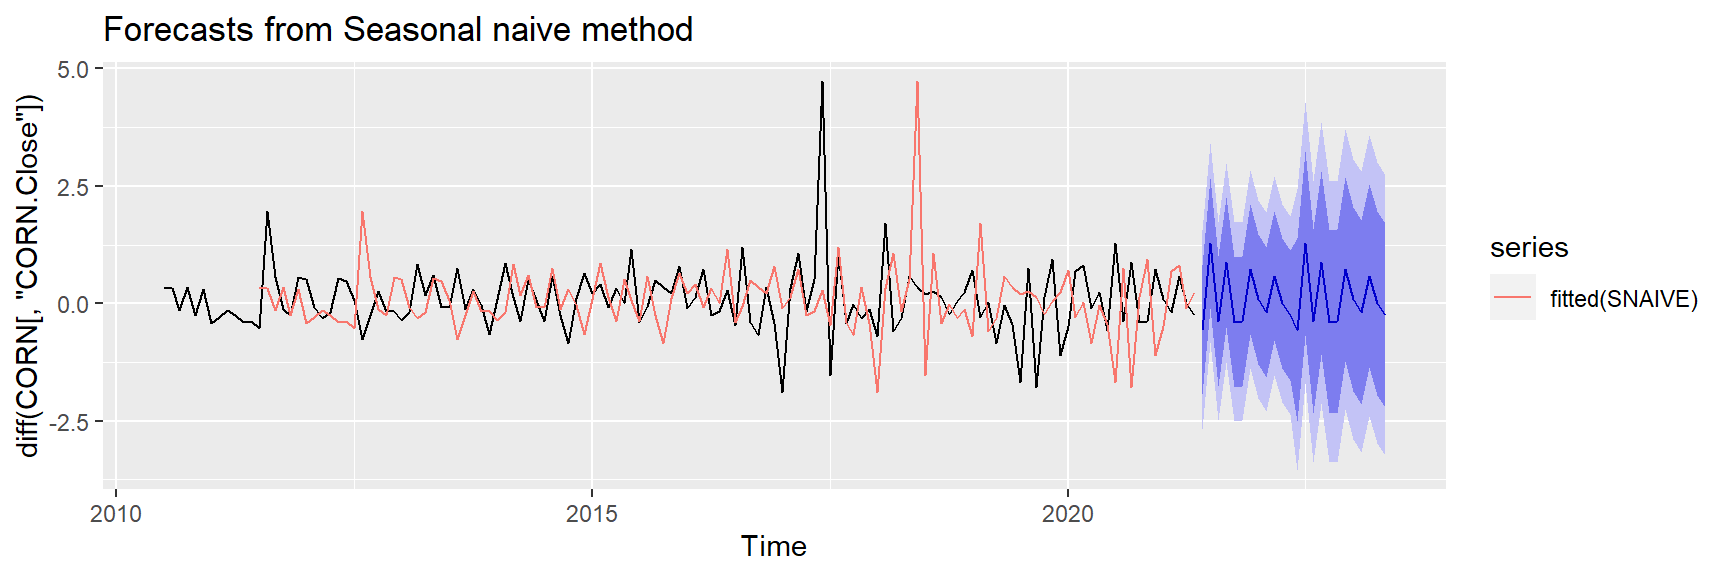 Forecasts from Seasonal naive method
diff(CORN[, "CORN.Close"])
5.0
2.5
0.0
-2.5
2010
2015
2020
Time
series
fitted(SNAIVE)